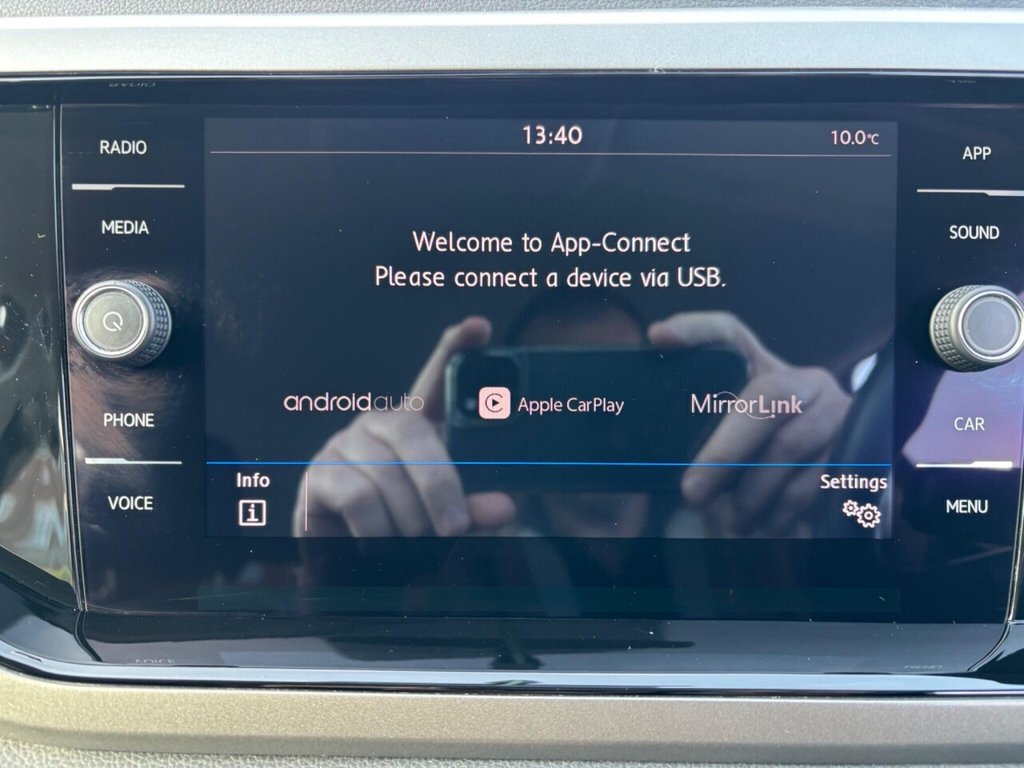 RADIO
MEDIA
PHONE
VOICE
13:40
10.0°C
Welcome to App-Connect
Please connect a device via USB.
androidauto
Apple CarPlay
MirrorLink
Info
i
Settings
APP
SOUND
CAR
MENU